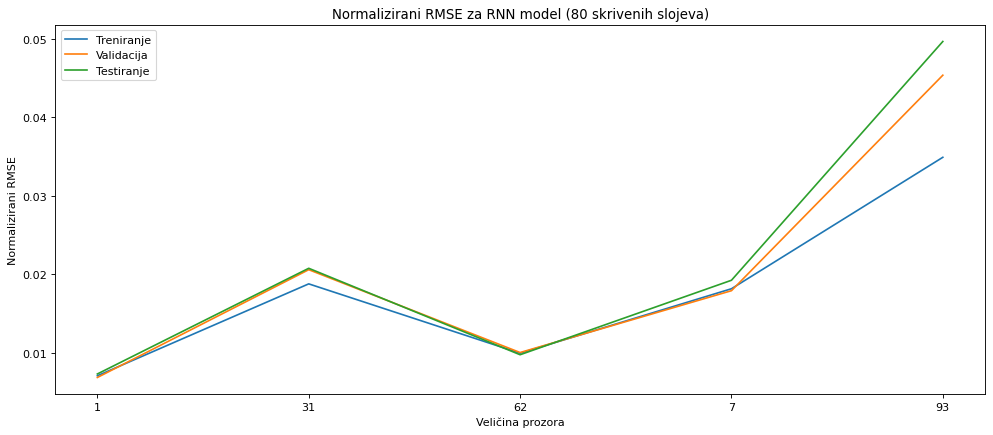 Normalizirani RMSE za RNN model (80 skrivenih slojeva)
Treniranje
Validacija
Testiranje
0.05
0.04
0.03
0.02
0.01
Normalizirani RMSE
1 31 62 7 93
Veličina prozora